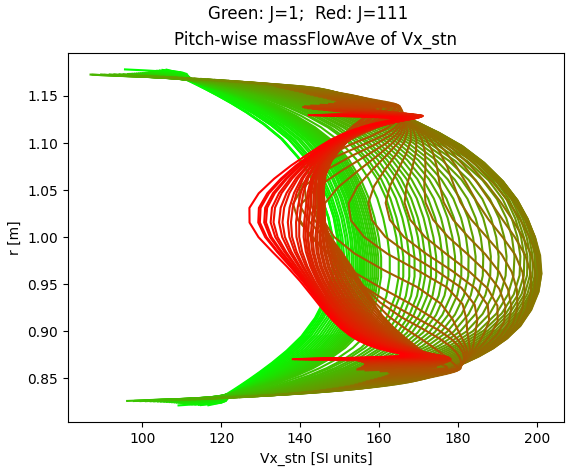 Green: J=1;  Red: J=111
Pitch-wise massFlowAve of Vx_stn
1.15
1.10
1.05
1.00
0.95
0.90
0.85
r [m]
100 120 140 160 180 200
Vx_stn [SI units]